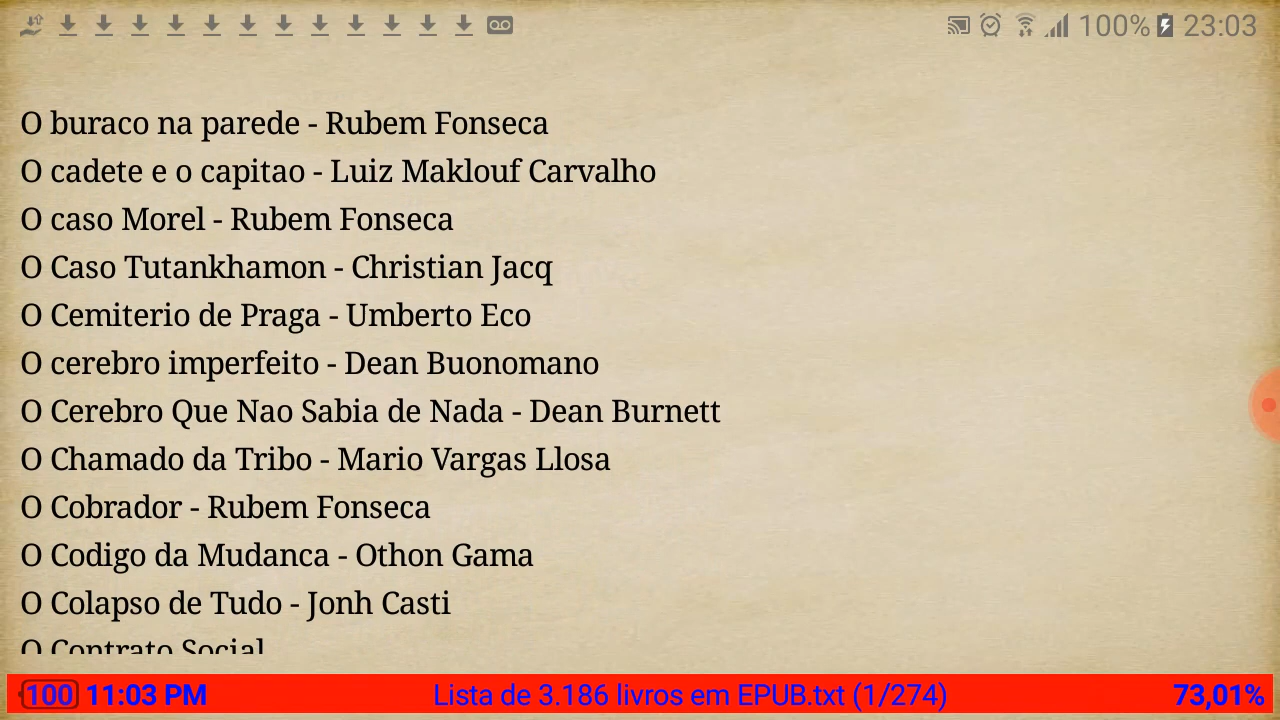 100% 23:03
O buraco na parede - Rubem Fonseca
O cadete e o capitao - Luiz Maklouf Carvalho
O caso Morel - Rubem Fonseca
O Caso Tutankhamon - Christian Jacq
O Cemiterio de Praga - Umberto Eco
O cerebro imperfeito - Dean Buonomano
O Cerebro Que Nao Sabia de Nada - Dean Burnett
O Chamado da Tribo - Mario Vargas Llosa
O Cobrador - Rubem Fonseca
O Codigo da Mudanca - Othon Gama
O Colapso de Tudo - Jonh Casti
O Contrato Social
100 11:03 PM Lista de 3.186 livros em EPUB.txt (1/274) 73,01%